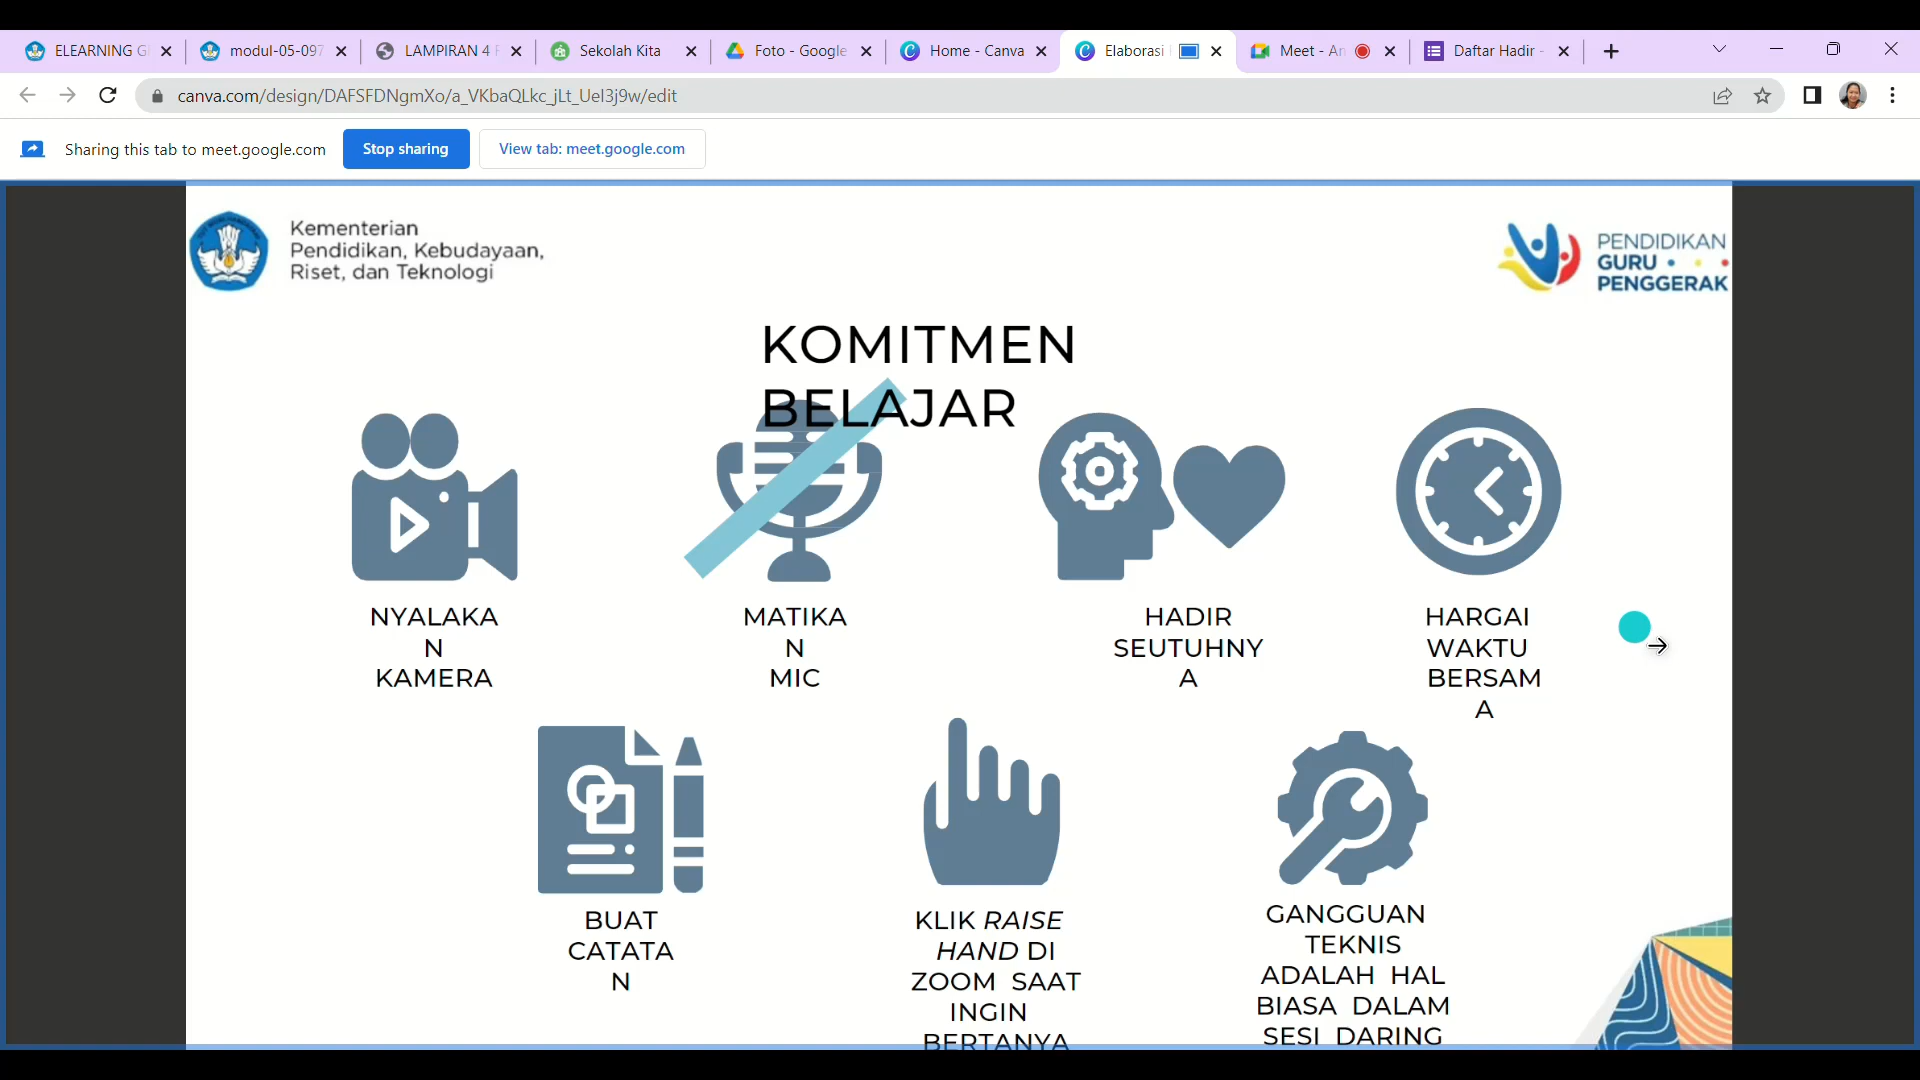 ELEARNING G
modul-05-097
LAMPIRAN 4
Sekolah Kita
Foto - Google
Home - Canva
Elaborasi
Meet - An
Daftar Hadir -
canva.com/design/DAFSFDNgmXo/a_VKbaQLkc_jLt_Uel3j9w/edit
Sharing this tab to meet.google.com
Stop sharing
View tab: meet.google.com
Kementerian
Pendidikan, Kebudayaan,
Riset, dan Teknologi
PENDIDIKAN
GURU
PENGGERAK
KOMITMEN
BELAJAR
NYALAKA
N
KAMERA
MATIKA
N
MIC
HADIR
SEUTUHNY
A
HARGAI
WAKTU
BERSAM
A
BUAT
CATATA
N
KLIK RAISE
HAND DI
ZOOM SAAT
INGIN
BERTANYA
GANGGUAN
TEKNIS
ADALAH HAL
BIASA DALAM
SESI DARING